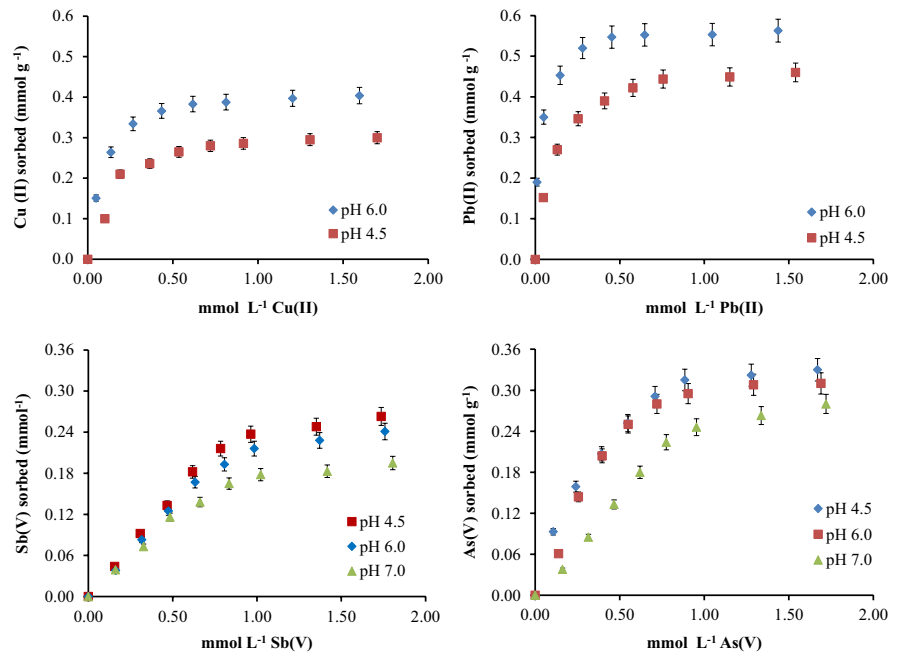 Cu (II) sorbed (mmol g⁻¹)
0.6
0.5
0.4
0.3
0.2
0.1
0.0
pH 6.0
pH 4.5
0.00 0.50 1.00 1.50 2.00
mmol L⁻¹ Cu(II)
Pb(II) sorbed (mmol g⁻¹)
0.6
0.5
0.4
0.3
0.2
0.1
0.0
pH 6.0
pH 4.5
0.00 0.50 1.00 1.50 2.00
mmol L⁻¹ Pb(II)
Sb(V) sorbed (mmol⁻¹)
0.36
0.30
0.24
0.18
0.12
0.06
0.00
pH 4.5
pH 6.0
pH 7.0
0.00 0.50 1.00 1.50 2.00
mmol L⁻¹ Sb(V)
As(V) sorbed (mmol g⁻¹)
0.36
0.30
0.24
0.18
0.12
0.06
0.00
pH 4.5
pH 6.0
pH 7.0
0.00 0.50 1.00 1.50 2.00
mmol L⁻¹ As(V)